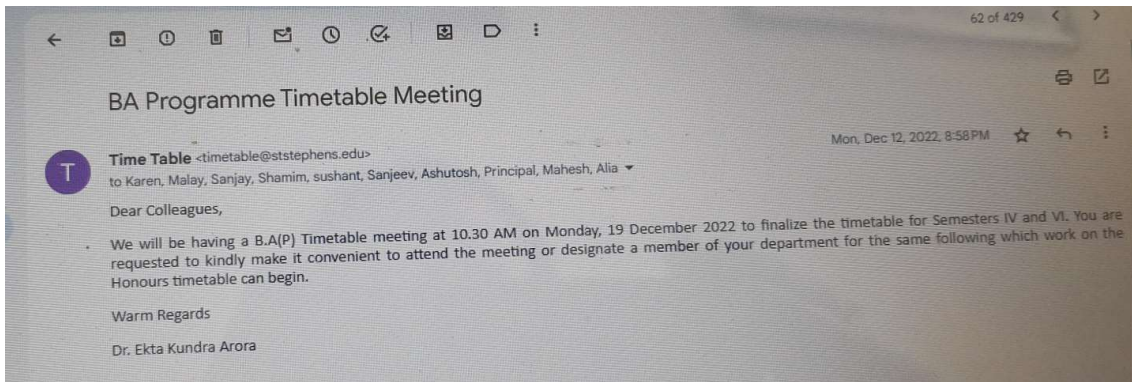 62 of 429
BA Programme Timetable Meeting
Mon, Dec 12, 2022, 8:58 PM
T
Time Table <timetable@ststephens.edu>
to Karen, Malay, Sanjay, Shamim, sushant, Sanjeev, Ashutosh, Principal, Mahesh, Alia
Dear Colleagues,
We will be having a B.A(P) Timetable meeting at 10.30 AM on Monday, 19 December 2022 to finalize the timetable for Semesters IV and VI. You are
requested to kindly make it convenient to attend the meeting or designate a member of your department for the same following which work on the
Honours timetable can begin.
Warm Regards
Dr. Ekta Kundra Arora